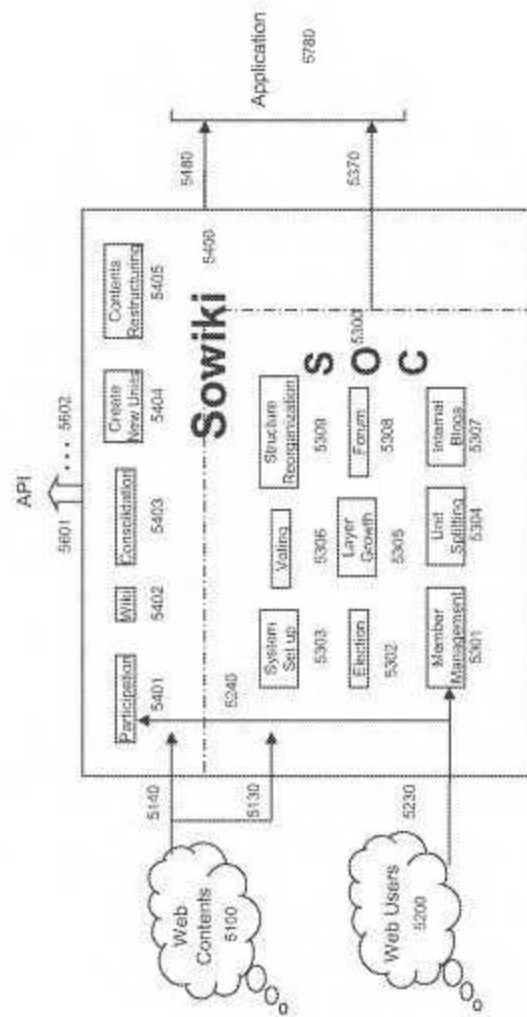 API
5601
5602
Participation
5401
Wiki
5402
Consolidation
5403
Create
New Units
5404
Contents
Restructuring
5405
Sowiki
5400
5480
Application
5780
5370
5140
5240
5130
Web
Contents
5100
System
Set up
5303
Voting
5306
Structure
Reorganization
5309
S
O
C
5300
Election
5302
Layer
Growth
5305
Forum
5308
Member
Management
5301
Unit
Splitting
5304
Internal
Blogs
5307
5230
Web Users
5200